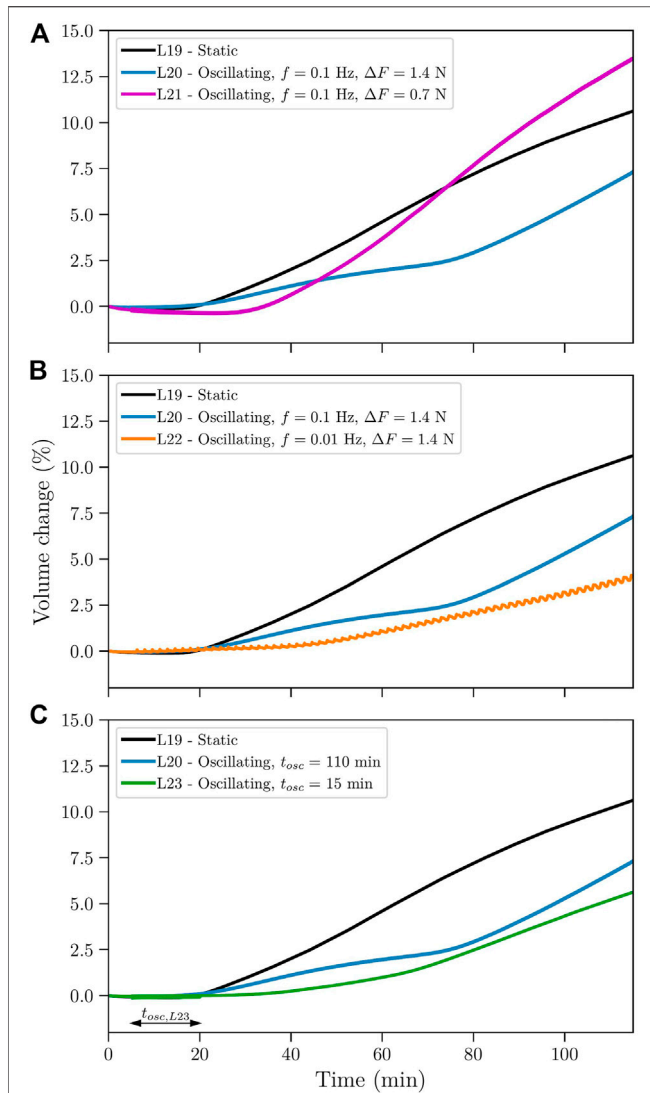 A
15.0
12.5
10.0
7.5
5.0
2.5
0.0
L19 - Static
L20 - Oscillating, f = 0.1 Hz, ΔF = 1.4 N
L21 - Oscillating, f = 0.1 Hz, ΔF = 0.7 N
B
15.0
12.5
10.0
7.5
5.0
2.5
0.0
L19 - Static
L20 - Oscillating, f = 0.1 Hz, ΔF = 1.4 N
L22 - Oscillating, f = 0.01 Hz, ΔF = 1.4 N
Volume change (%)
C
15.0
12.5
10.0
7.5
5.0
2.5
0.0
L19 - Static
L20 - Oscillating, t_osc = 110 min
L23 - Oscillating, t_osc = 15 min
t_osc,L23
0 20 40 60 80 100
Time (min)